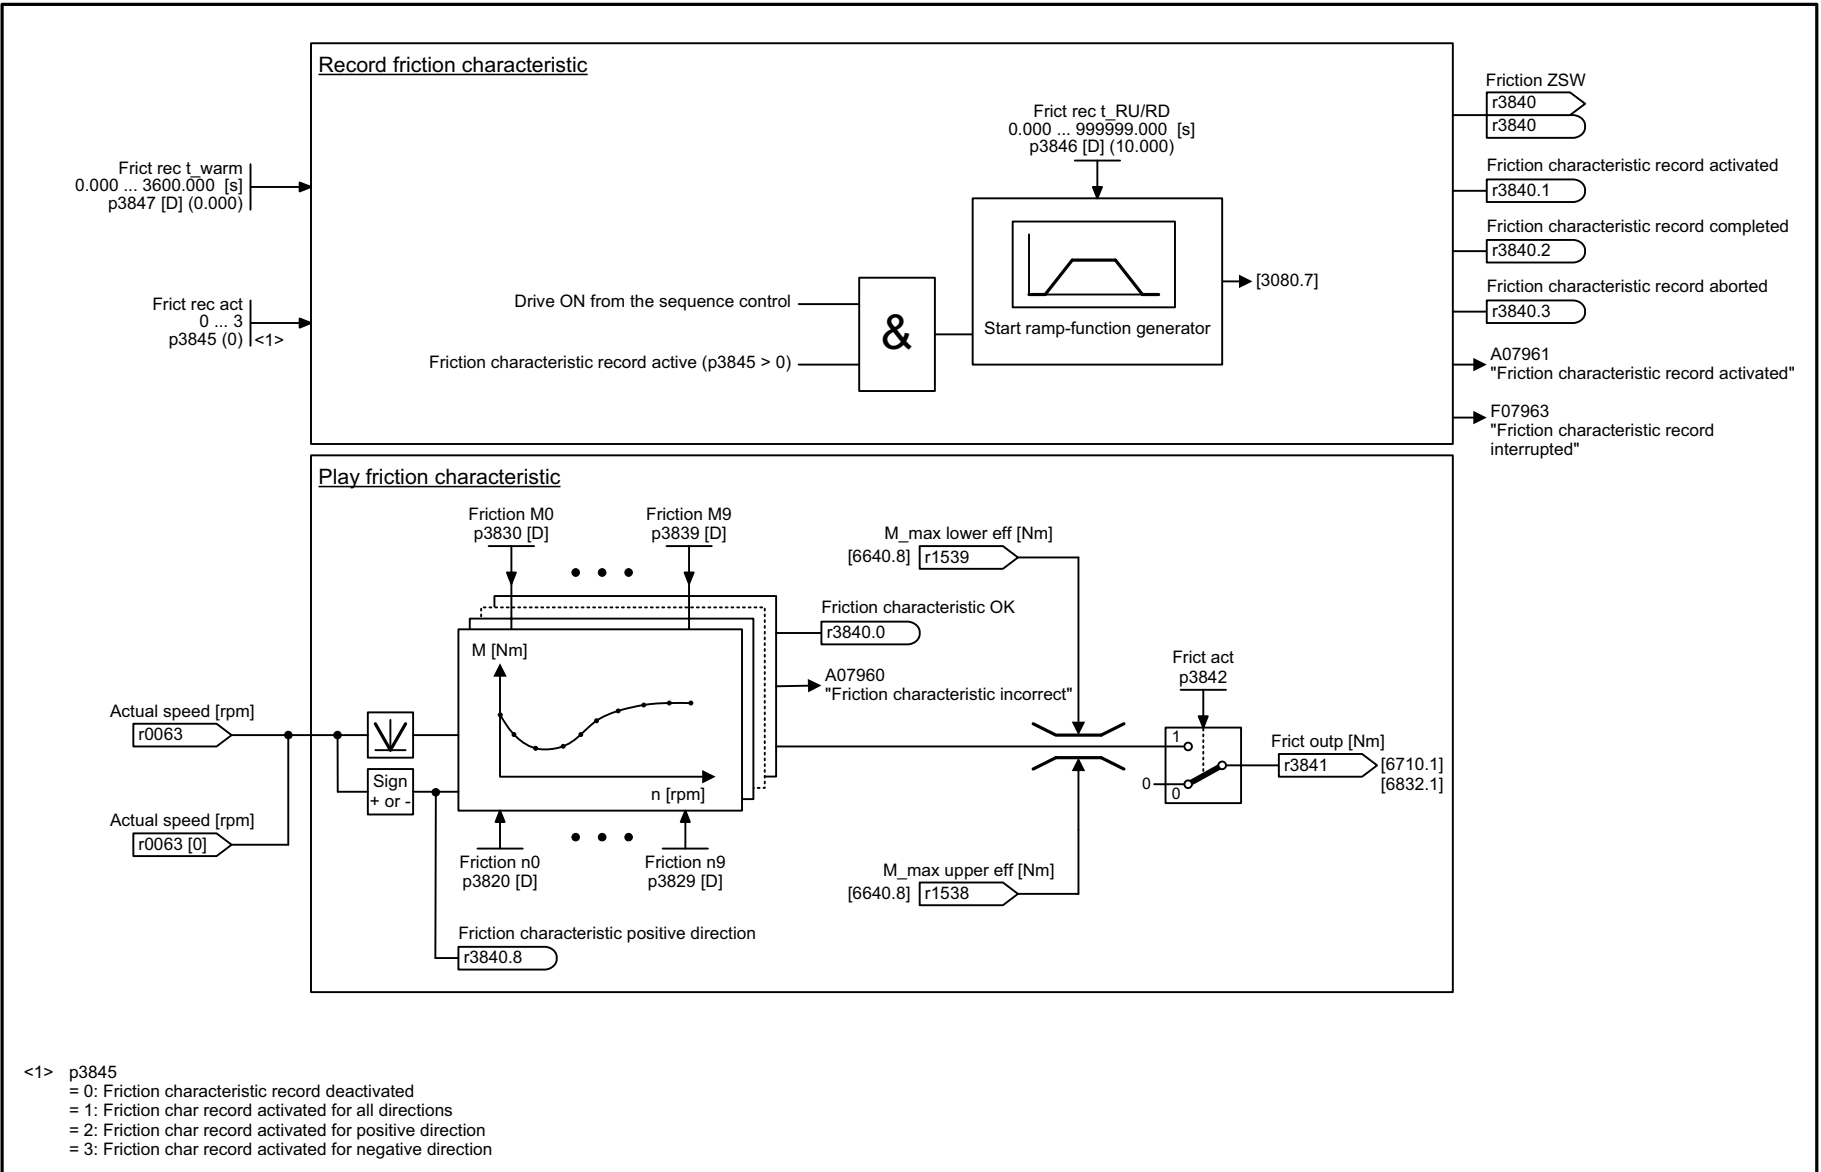 Record friction characteristic
Frict rec t_warm
0.000 ... 3600.000 [s]
p3847 [D] (0.000)
Frict rec act
0 ... 3
p3845 (0)
<1>
Frict rec t_RU/RD
0.000 ... 999999.000 [s]
p3846 [D] (10.000)
Start ramp-function generator
[3080.7]
Drive ON from the sequence control
Friction characteristic record active (p3845 > 0)
&
Friction ZSW
r3840
r3840
Friction characteristic record activated
r3840.1
Friction characteristic record completed
r3840.2
Friction characteristic record aborted
r3840.3
A07961
"Friction characteristic record activated"
F07963
"Friction characteristic record
interrupted"
Play friction characteristic
Friction M0
p3830 [D]
Friction M9
p3839 [D]
M_max lower eff [Nm]
[6640.8]
r1539
Friction characteristic OK
r3840.0
A07960
"Friction characteristic incorrect"
M [Nm]
n [rpm]
Actual speed [rpm]
r0063
Actual speed [rpm]
r0063 [0]
Sign
+ or -
Frict act
p3842
1
0
0
Frict outp [Nm]
r3841
[6710.1]
[6832.1]
Friction n0
p3820 [D]
Friction n9
p3829 [D]
M_max upper eff [Nm]
[6640.8]
r1538
Friction characteristic positive direction
r3840.8
<1> p3845
= 0: Friction characteristic record deactivated
= 1: Friction char record activated for all directions
= 2: Friction char record activated for positive direction
= 3: Friction char record activated for negative direction